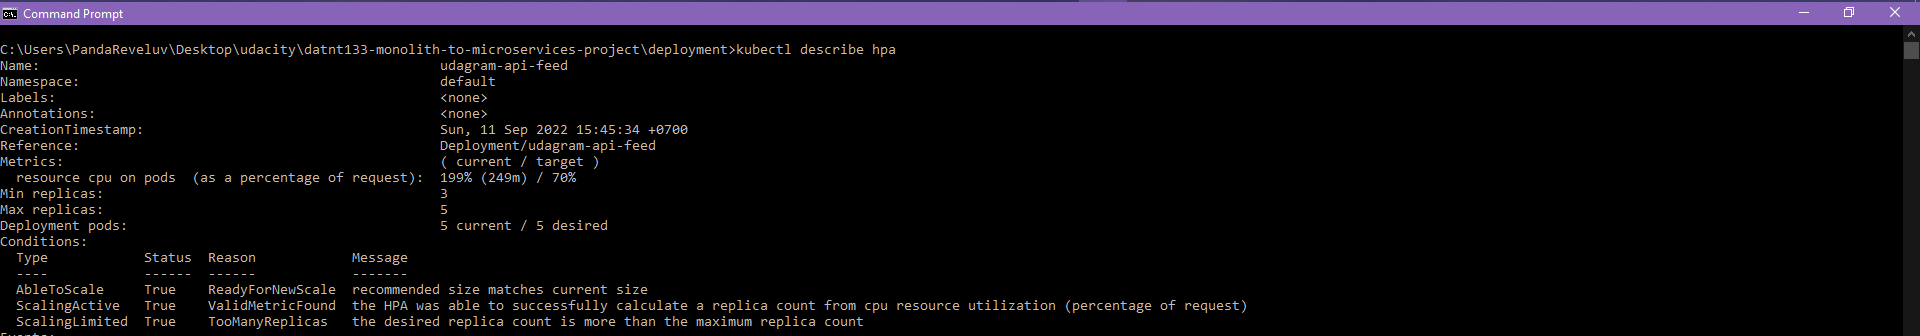 Command Prompt
C:\Users\PandaReveluv\Desktop\udacity\datnt133-monolith-to-microservices-project\deployment>kubectl describe hpa
Name: udagram-api-feed
Namespace: default
Labels: <none>
Annotations: <none>
CreationTimestamp: Sun, 11 Sep 2022 15:45:34 +0700
Reference: Deployment/udagram-api-feed
Metrics: ( current / target )
resource cpu on pods (as a percentage of request): 199% (249m) / 70%
Min replicas: 3
Max replicas: 5
Deployment pods: 5 current / 5 desired
Conditions:
Type Status Reason Message
---- ------ ------ -------
AbleToScale True ReadyForNewScale recommended size matches current size
ScalingActive True ValidMetricFound the HPA was able to successfully calculate a replica count from cpu resource utilization (percentage of request)
ScalingLimited True TooManyReplicas the desired replica count is more than the maximum replica count